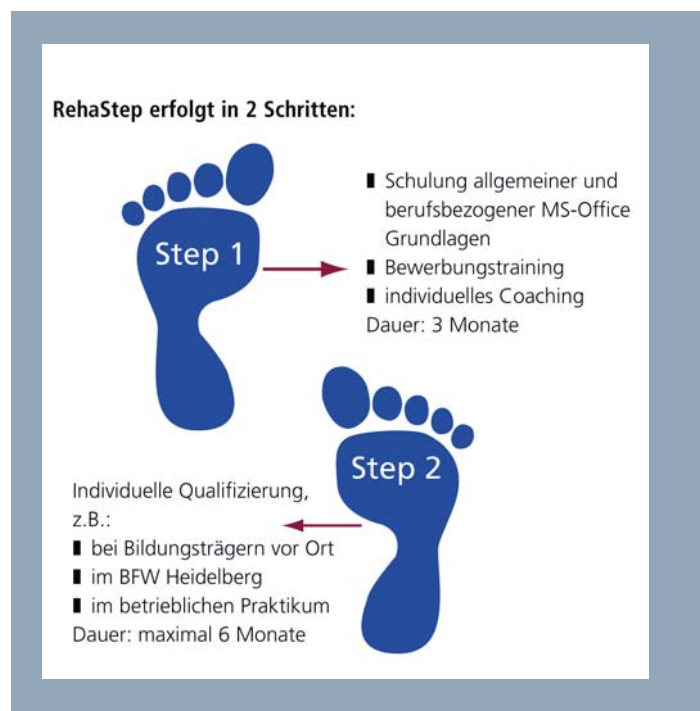 RehaStep erfolgt in 2 Schritten:
Step 1
▮ Schulung allgemeiner und
berufsbezogener MS-Office
Grundlagen
▮ Bewerbungstraining
▮ individuelles Coaching
Dauer: 3 Monate
Step 2
Individuelle Qualifizierung,
z.B.:
▮ bei Bildungsträgern vor Ort
▮ im BFW Heidelberg
▮ im betrieblichen Praktikum
Dauer: maximal 6 Monate